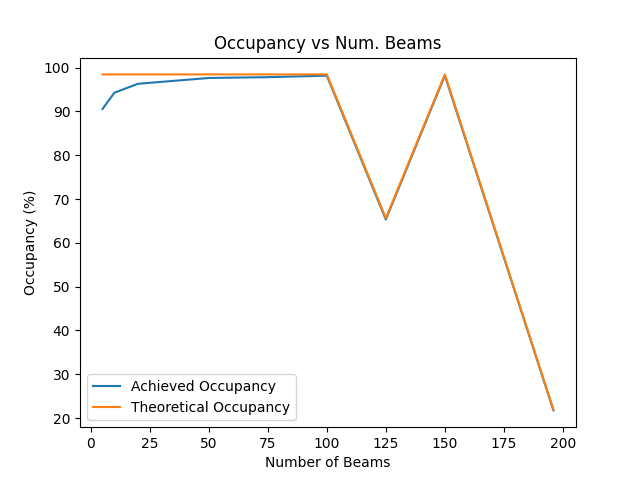 Occupancy vs Num. Beams
Occupancy (%)
100
90
80
70
60
50
40
30
20
Achieved Occupancy
Theoretical Occupancy
0 25 50 75 100 125 150 175 200
Number of Beams